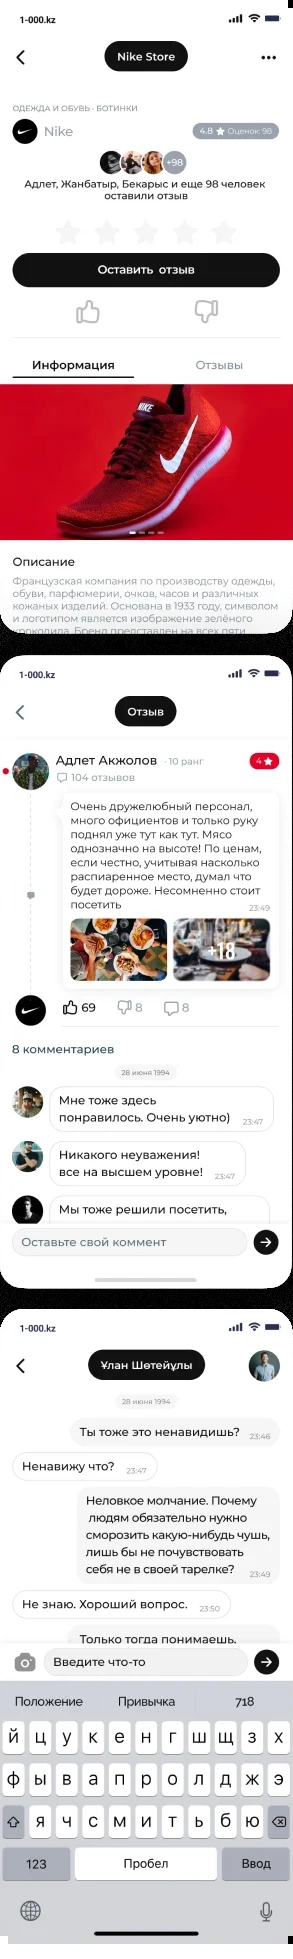 1-000.kz
Nike Store
ОДЕЖДА И ОБУВЬ · БОТИНКИ
Nike
4.8 Оценок: 98
+98
Адлет, Жанбатыр, Бекарыс и еще 98 человек
оставили отзыв
Оставить отзыв
Информация
Отзывы
NIKE
Описание
Французская компания по производству одежды,
обуви, парфюмерии, очков, часов и различных
кожаных изделий. Основана в 1933 году, символом
и логотипом является изображение зелёного
крокодила. Бренд представлен на всех пяти
1-000.kz
Отзыв
Адлет Акжолов · 10 ранг
4
104 отзывов
Очень дружелюбный персонал,
много официентов и только руку
поднял уже тут как тут. Мясо
однозначно на высоте! По ценам,
если честно, учитывая насколько
распиаренное место, думал что
будет дороже. Несомненно стоит
посетить
23:49
+18
69
8
8
8 комментариев
28 июня 1994
Мне тоже здесь
понравилось. Очень уютно)
23:47
Никакого неуважения!
все на высшем уровне!
23:47
Мы тоже решили посетить,
Оставьте свой коммент
1-000.kz
Ұлан Шөтейұлы
28 июня 1994
Ты тоже это ненавидишь?
23:46
Ненавижу что?
23:47
Неловкое молчание. Почему
людям обязательно нужно
сморозить какую-нибудь чушь,
лишь бы не почувствовать
себя не в своей тарелке?
23:49
Не знаю. Хороший вопрос.
23:50
Только тогда понимаешь,
Введите что-то
Положение
Привычка
718
й ц у к е н г ш щ з х
ф ы в а п р о л д ж э
я ч с м и т ь б ю
123
Пробел
Ввод